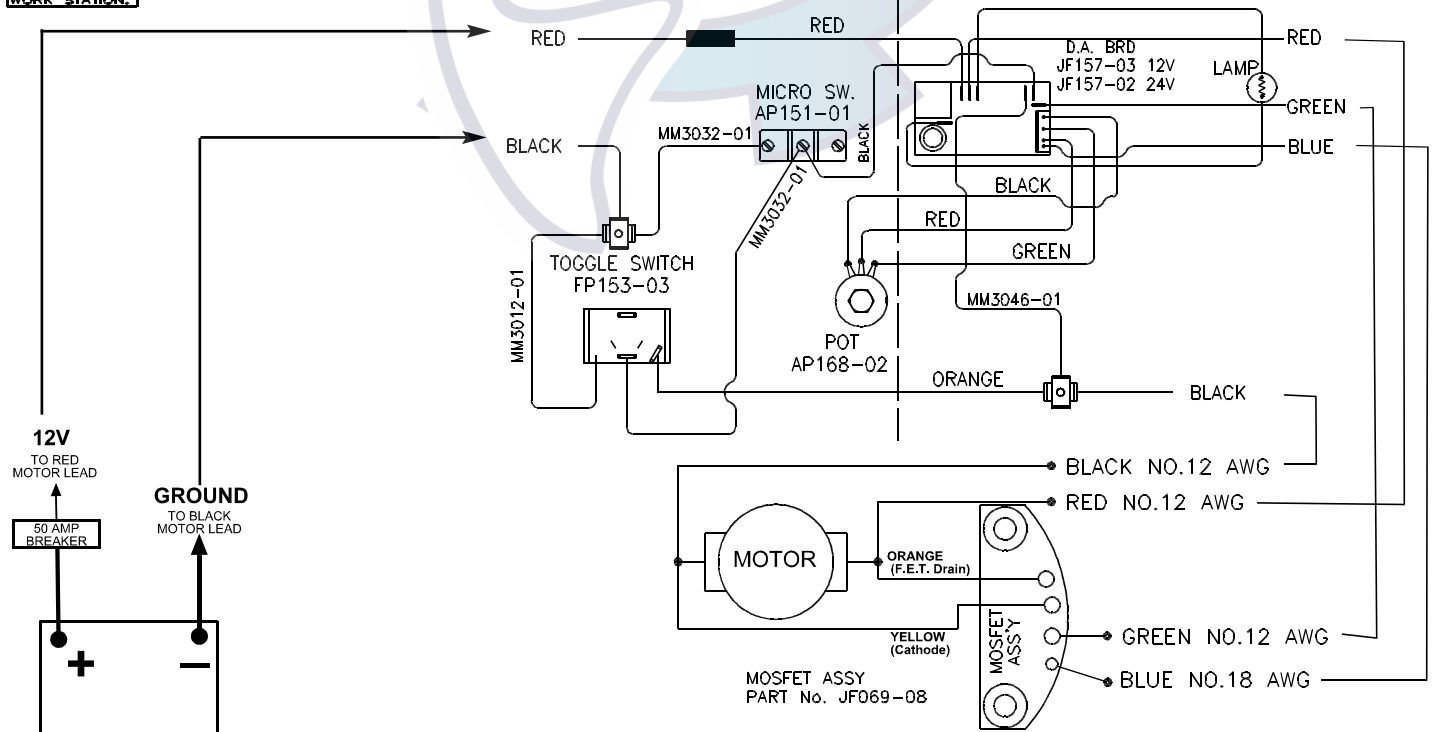 WORK STATION.
RED
RED
D.A. BRD
JF157-03 12V
JF157-02 24V
RED
LAMP
MICRO SW.
AP151-01
GREEN
BLACK
MM3032-01
BLACK
BLUE
MM3032-01
BLACK
RED
GREEN
TOGGLE SWITCH
FP153-03
MM3012-01
MM3046-01
POT
AP168-02
ORANGE
BLACK
12V
TO RED
MOTOR LEAD
50 AMP
BREAKER
GROUND
TO BLACK
MOTOR LEAD
BLACK NO.12 AWG
RED NO.12 AWG
MOTOR
ORANGE
(F.E.T. Drain)
YELLOW
(Cathode)
MOSFET
ASS'Y
GREEN NO.12 AWG
BLUE NO.18 AWG
MOSFET ASSY
PART No. JF069-08
+
−